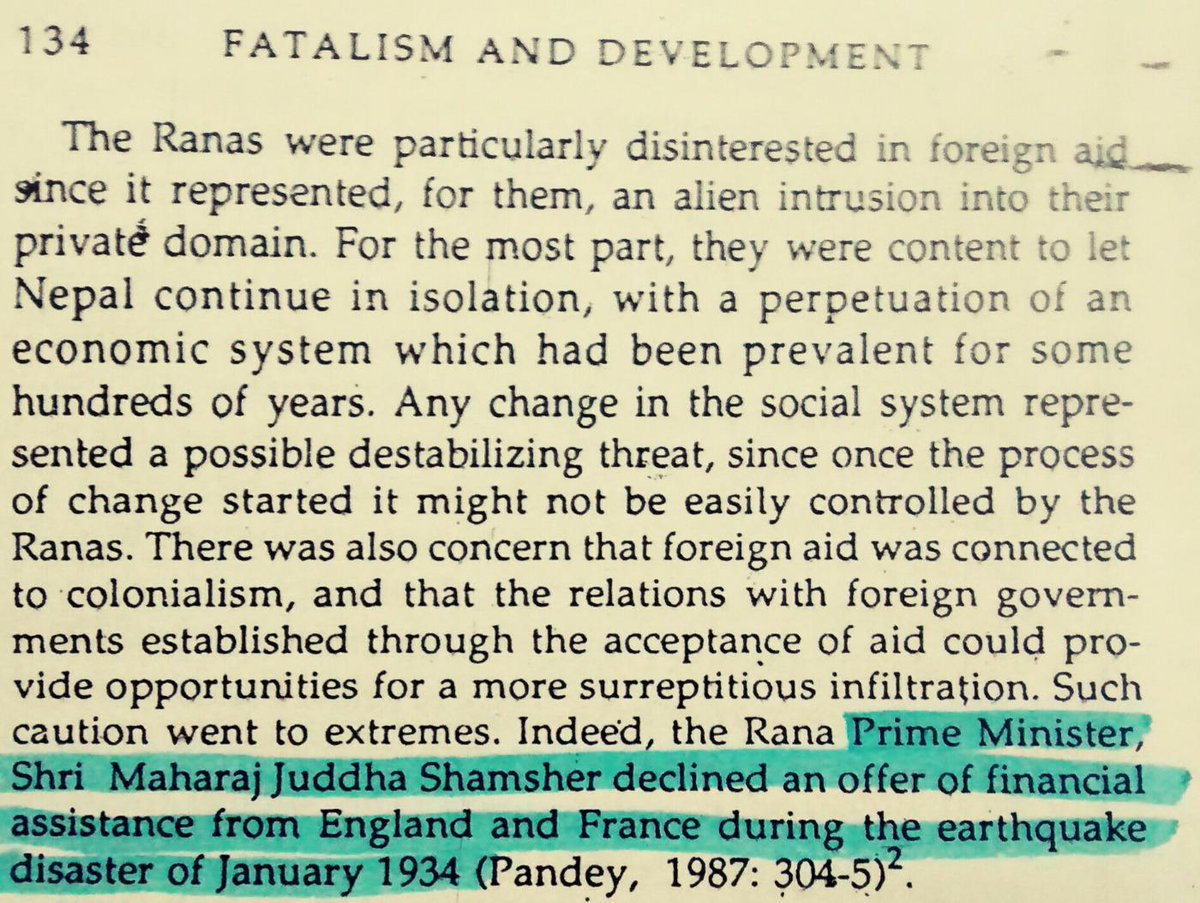 134 FATALISM AND DEVELOPMENT
The Ranas were particularly disinterested in foreign aid
since it represented, for them, an alien intrusion into their
private domain. For the most part, they were content to let
Nepal continue in isolation, with a perpetuation of an
economic system which had been prevalent for some
hundreds of years. Any change in the social system repre-
sented a possible destabilizing threat, since once the process
of change started it might not be easily controlled by the
Ranas. There was also concern that foreign aid was connected
to colonialism, and that the relations with foreign govern-
ments established through the acceptance of aid could pro-
vide opportunities for a more surreptitious infiltration. Such
caution went to extremes. Indeed, the Rana Prime Minister,
Shri Maharaj Juddha Shamsher declined an offer of financial
assistance from England and France during the earthquake
disaster of January 1934 (Pandey, 1987: 304-5)².